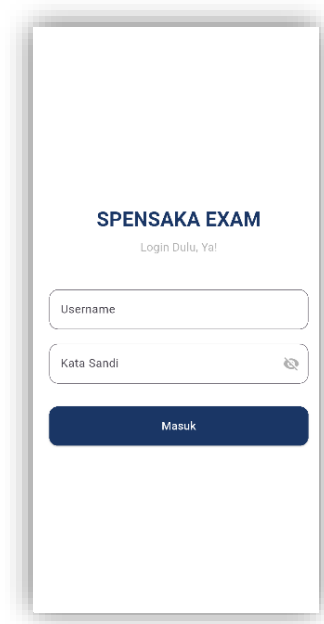 SPENSAKA EXAM
Login Dulu, Ya!
Username
Kata Sandi
Masuk